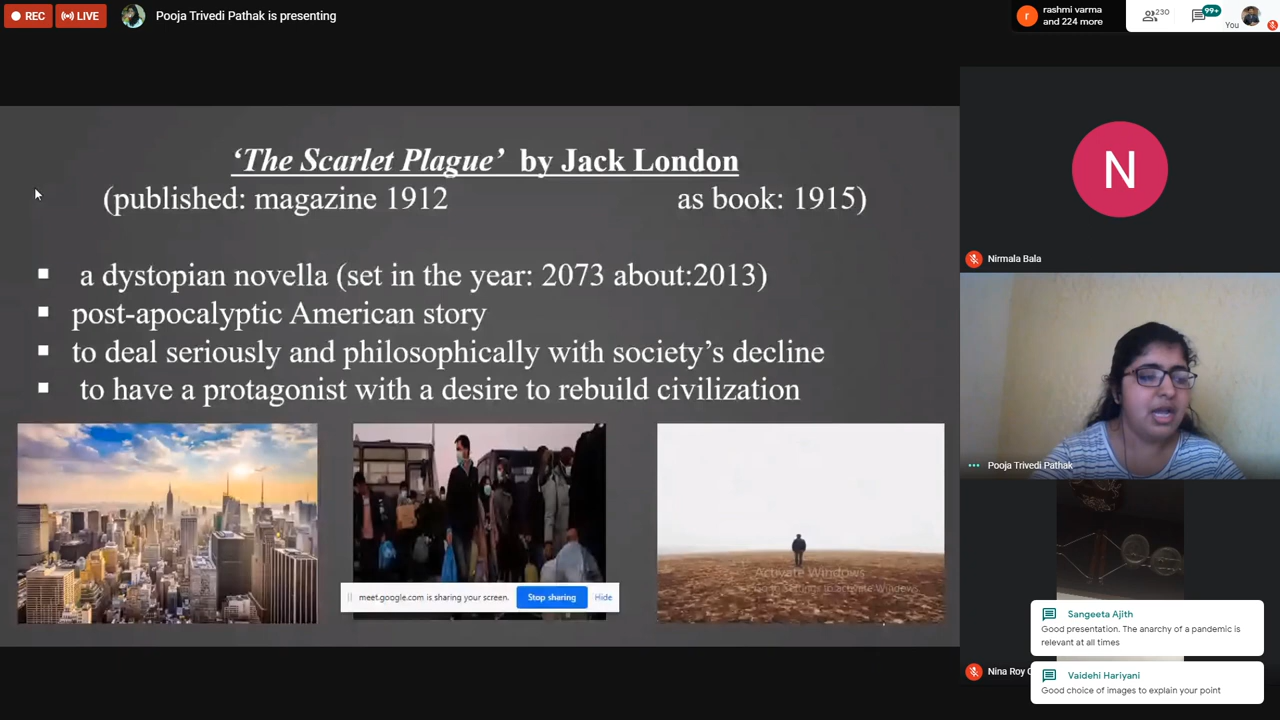 REC
LIVE
Pooja Trivedi Pathak is presenting
r
rashmi varma
and 224 more
230
99+
You
‘The Scarlet Plague’ by Jack London
(published: magazine 1912 as book: 1915)
a dystopian novella (set in the year: 2073 about:2013)
post-apocalyptic American story
to deal seriously and philosophically with society’s decline
to have a protagonist with a desire to rebuild civilization
Activate Windows
to activate Windows
meet.google.com is sharing your screen.
Stop sharing
Hide
N
Nirmala Bala
Pooja Trivedi Pathak
Nina Roy
Sangeeta Ajith
Good presentation. The anarchy of a pandemic is
relevant at all times
Vaidehi Hariyani
Good choice of images to explain your point